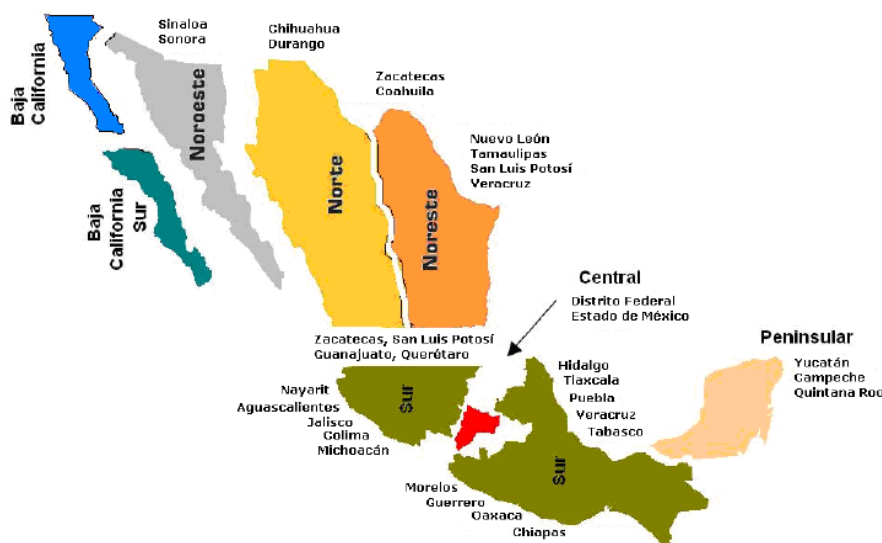 Sinaloa
Sonora
Chihuahua
Durango
Zacatecas
Coahuila
Nuevo León
Tamaulipas
San Luis Potosí
Veracruz
Baja
California
Noroeste
Norte
Noreste
Baja
California
Sur
Central
Distrito Federal
Estado de México
Zacatecas, San Luis Potosí
Guanajuato, Querétaro
Peninsular
Yucatán
Campeche
Quintana Roo
Nayarit
Aguascalientes
Jalisco
Colima
Michoacán
Sur
Hidalgo
Tlaxcala
Puebla
Veracruz
Tabasco
Sur
Morelos
Guerrero
Oaxaca
Chiapas